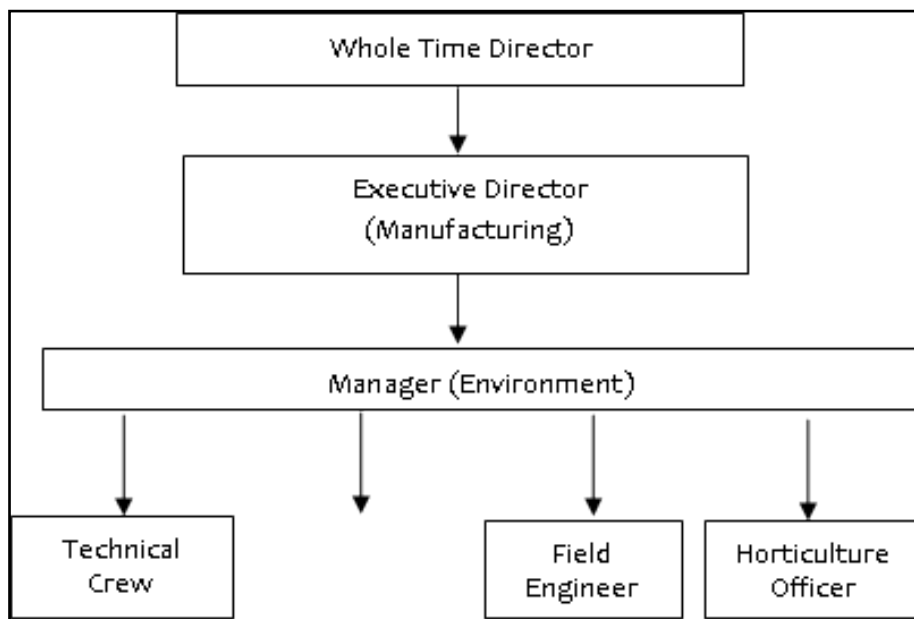 Whole Time Director
Executive Director
(Manufacturing)
Manager (Environment)
Technical
Crew
Field
Engineer
Horticulture
Officer